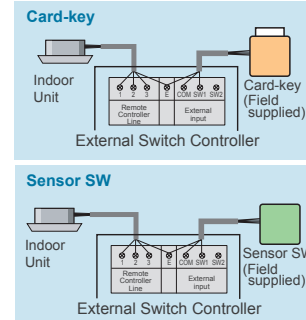 Card-key
Indoor
Unit
1 2 3 E COM SW1 SW2
Remote
Controller
Line
External
input
Card-key
(Field
supplied)
External Switch Controller
Sensor SW
Indoor
Unit
1 2 3 E COM SW1 SW2
Remote
Controller
Line
External
input
Sensor SW
(Field
supplied)
External Switch Controller